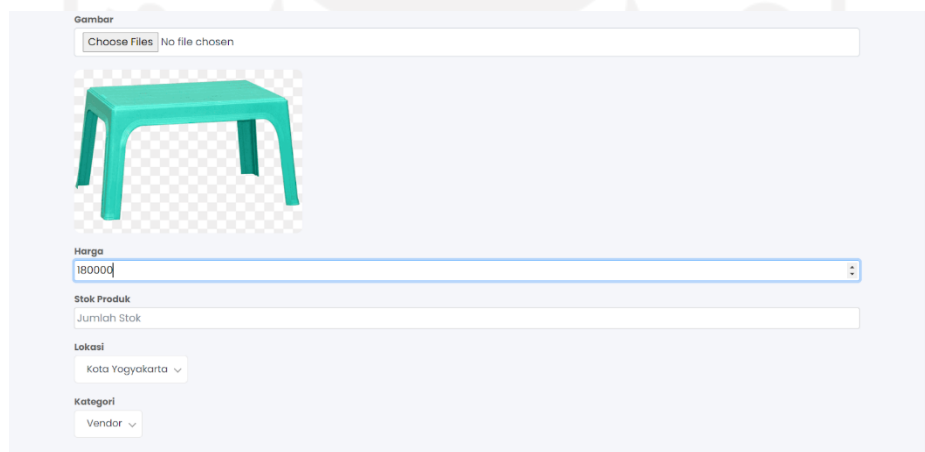 Gambar
Choose Files No file chosen
Harga
180000
Stok Produk
Jumlah Stok
Lokasi
Kota Yogyakarta
Kategori
Vendor